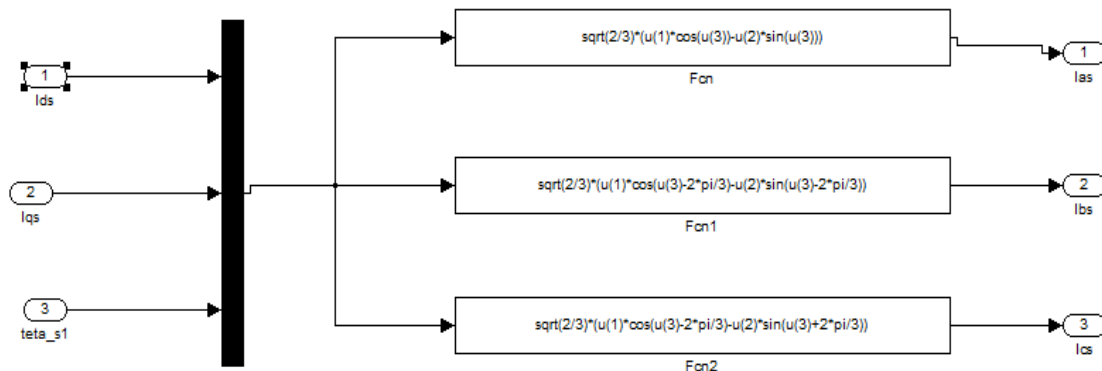 sqrt(2/3)*(u(1)*cos(u(3))-u(2)*sin(u(3)))
Fcn
1
Ias
1
Ids
sqrt(2/3)*(u(1)*cos(u(3)-2*pi/3)-u(2)*sin(u(3)-2*pi/3))
Fcn1
2
Ibs
2
Iqs
sqrt(2/3)*(u(1)*cos(u(3)-2*pi/3)-u(2)*sin(u(3)+2*pi/3))
Fcn2
3
Ics
3
teta_s1